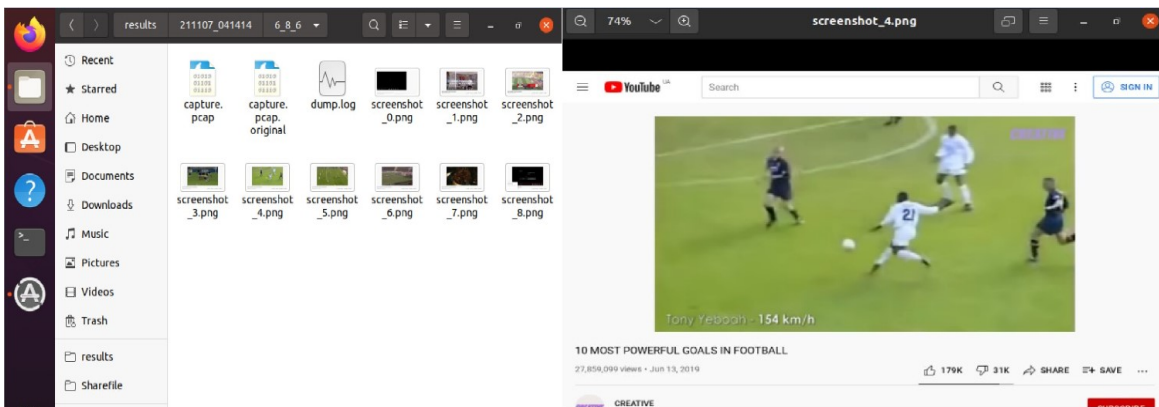 results 211107_041414 6_8_6
Recent
Starred
Home
Desktop
Documents
Downloads
Music
Pictures
Videos
Trash
results
Sharefile
capture.
pcap
capture.
pcap.
original
dump.log
screenshot
_0.png
screenshot
_1.png
screenshot
_2.png
screenshot
_3.png
screenshot
_4.png
screenshot
_5.png
screenshot
_6.png
screenshot
_7.png
screenshot
_8.png
74%
screenshot_4.png
YouTube UA
Search
SIGN IN
21
Tony Yeboah - 154 km/h
10 MOST POWERFUL GOALS IN FOOTBALL
27,859,099 views • Jun 13, 2019
179K 31K SHARE SAVE
CREATIVE